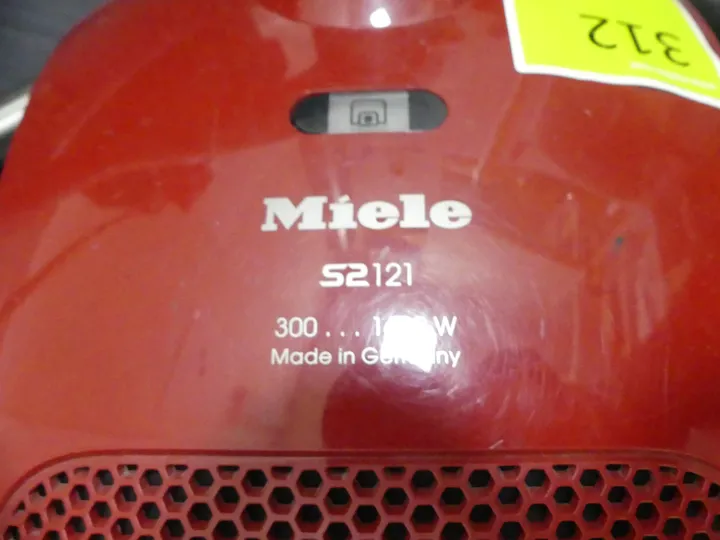 312
Miele
S2121
300 . . . W
Made in